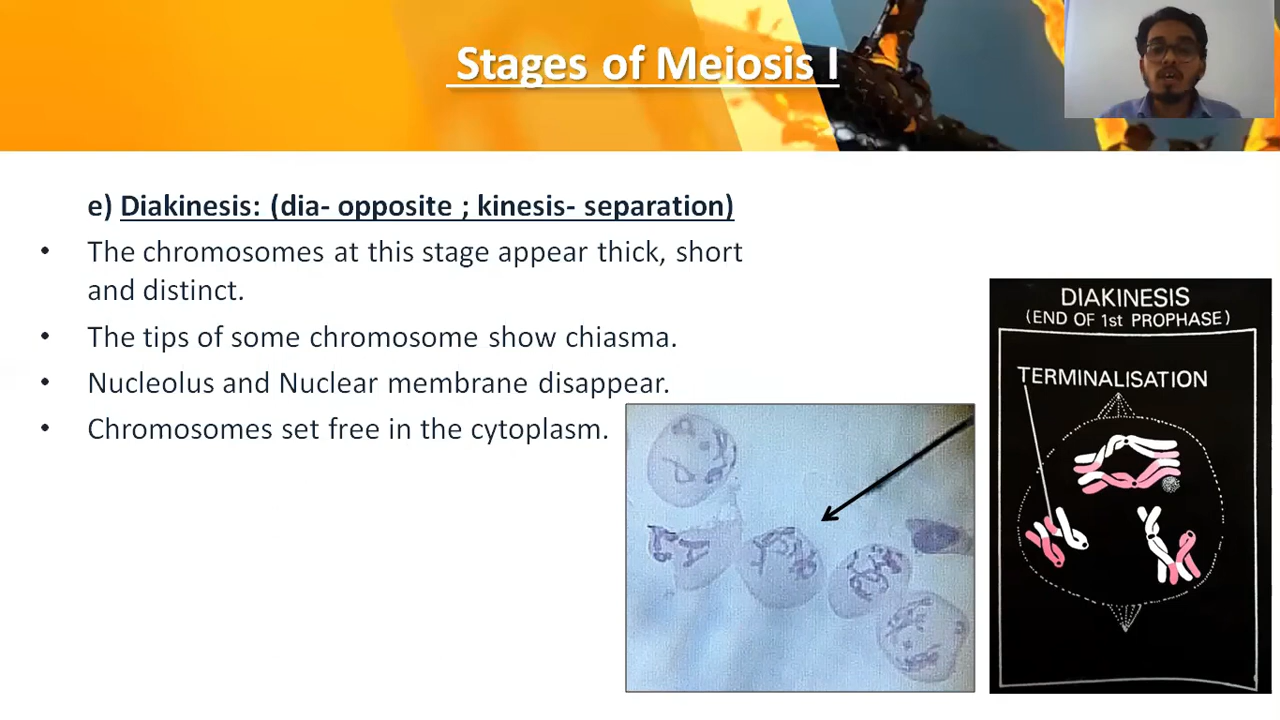 Stages of Meiosis I
e) Diakinesis: (dia- opposite ; kinesis- separation)
• The chromosomes at this stage appear thick, short
and distinct.
• The tips of some chromosome show chiasma.
• Nucleolus and Nuclear membrane disappear.
• Chromosomes set free in the cytoplasm.
DIAKINESIS
(END OF 1st PROPHASE)
TERMINALISATION